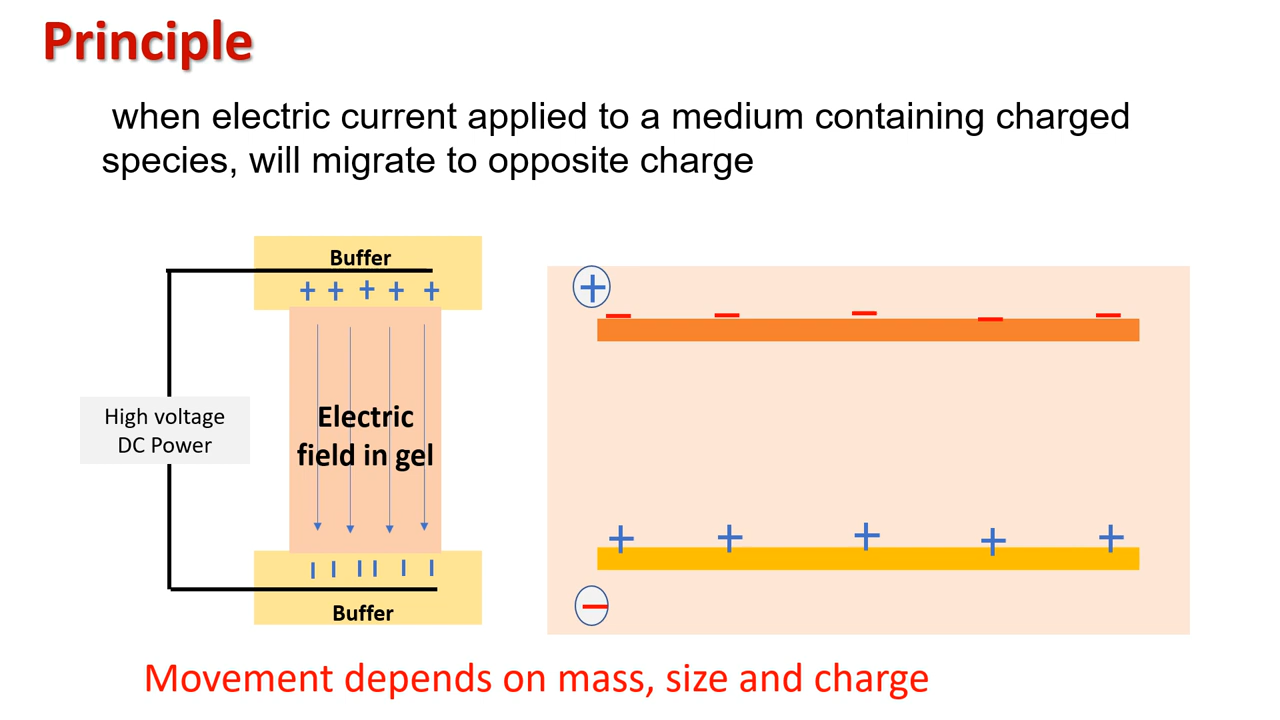 Principle
when electric current applied to a medium containing charged
species, will migrate to opposite charge
Buffer
+ + + + +
High voltage
DC Power
Electric
field in gel
Buffer
+
− − − − −
+ + + + +
−
Movement depends on mass, size and charge